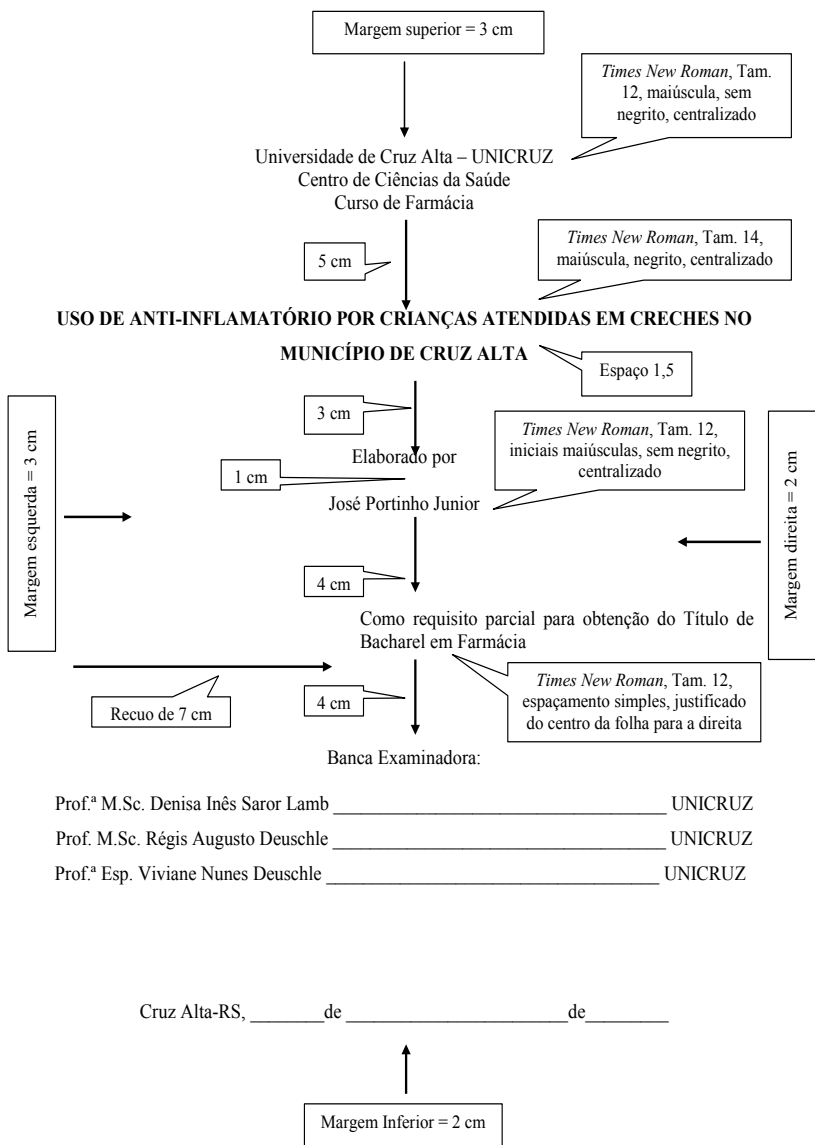 Margem superior = 3 cm
Times New Roman, Tam.
12, maiúscula, sem
negrito, centralizado
Universidade de Cruz Alta – UNICRUZ
Centro de Ciências da Saúde
Curso de Farmácia
5 cm
Times New Roman, Tam. 14,
maiúscula, negrito, centralizado
USO DE ANTI-INFLAMATÓRIO POR CRIANÇAS ATENDIDAS EM CRECHES NO
MUNICÍPIO DE CRUZ ALTA
Espaço 1,5
3 cm
Margem esquerda = 3 cm
Elaborado por
Times New Roman, Tam. 12,
iniciais maiúsculas, sem negrito,
centralizado
Margem direita = 2 cm
1 cm
José Portinho Junior
4 cm
Como requisito parcial para obtenção do Título de
Bacharel em Farmácia
Recuo de 7 cm
4 cm
Times New Roman, Tam. 12,
espaçamento simples, justificado
do centro da folha para a direita
Banca Examinadora:
Prof.ª M.Sc. Denisa Inês Saror Lamb ____________________________________ UNICRUZ
Prof. M.Sc. Régis Augusto Deuschle ____________________________________ UNICRUZ
Prof.ª Esp. Viviane Nunes Deuschle ____________________________________ UNICRUZ
Cruz Alta-RS, ________de ________________________de_________
Margem Inferior = 2 cm